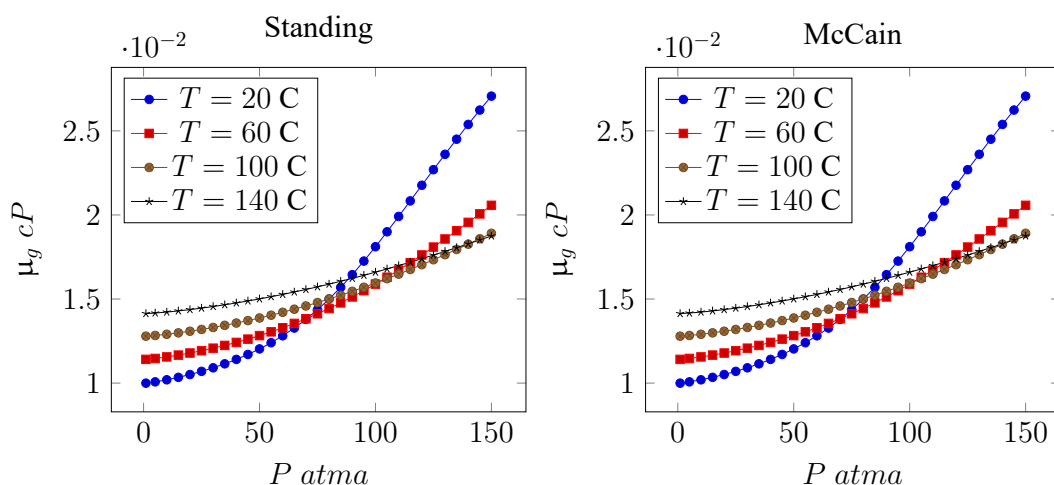 Standing
·10⁻²
T = 20 C
T = 60 C
T = 100 C
T = 140 C
2.5
2
1.5
1
0
50
100
150
P atma
μg cP
McCain
·10⁻²
T = 20 C
T = 60 C
T = 100 C
T = 140 C
2.5
2
1.5
1
0
50
100
150
P atma
μg cP